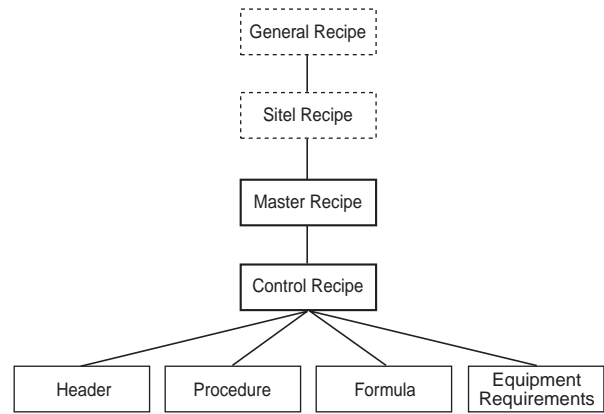 General Recipe
Sitel Recipe
Master Recipe
Control Recipe
Header
Procedure
Formula
Equipment
Requirements